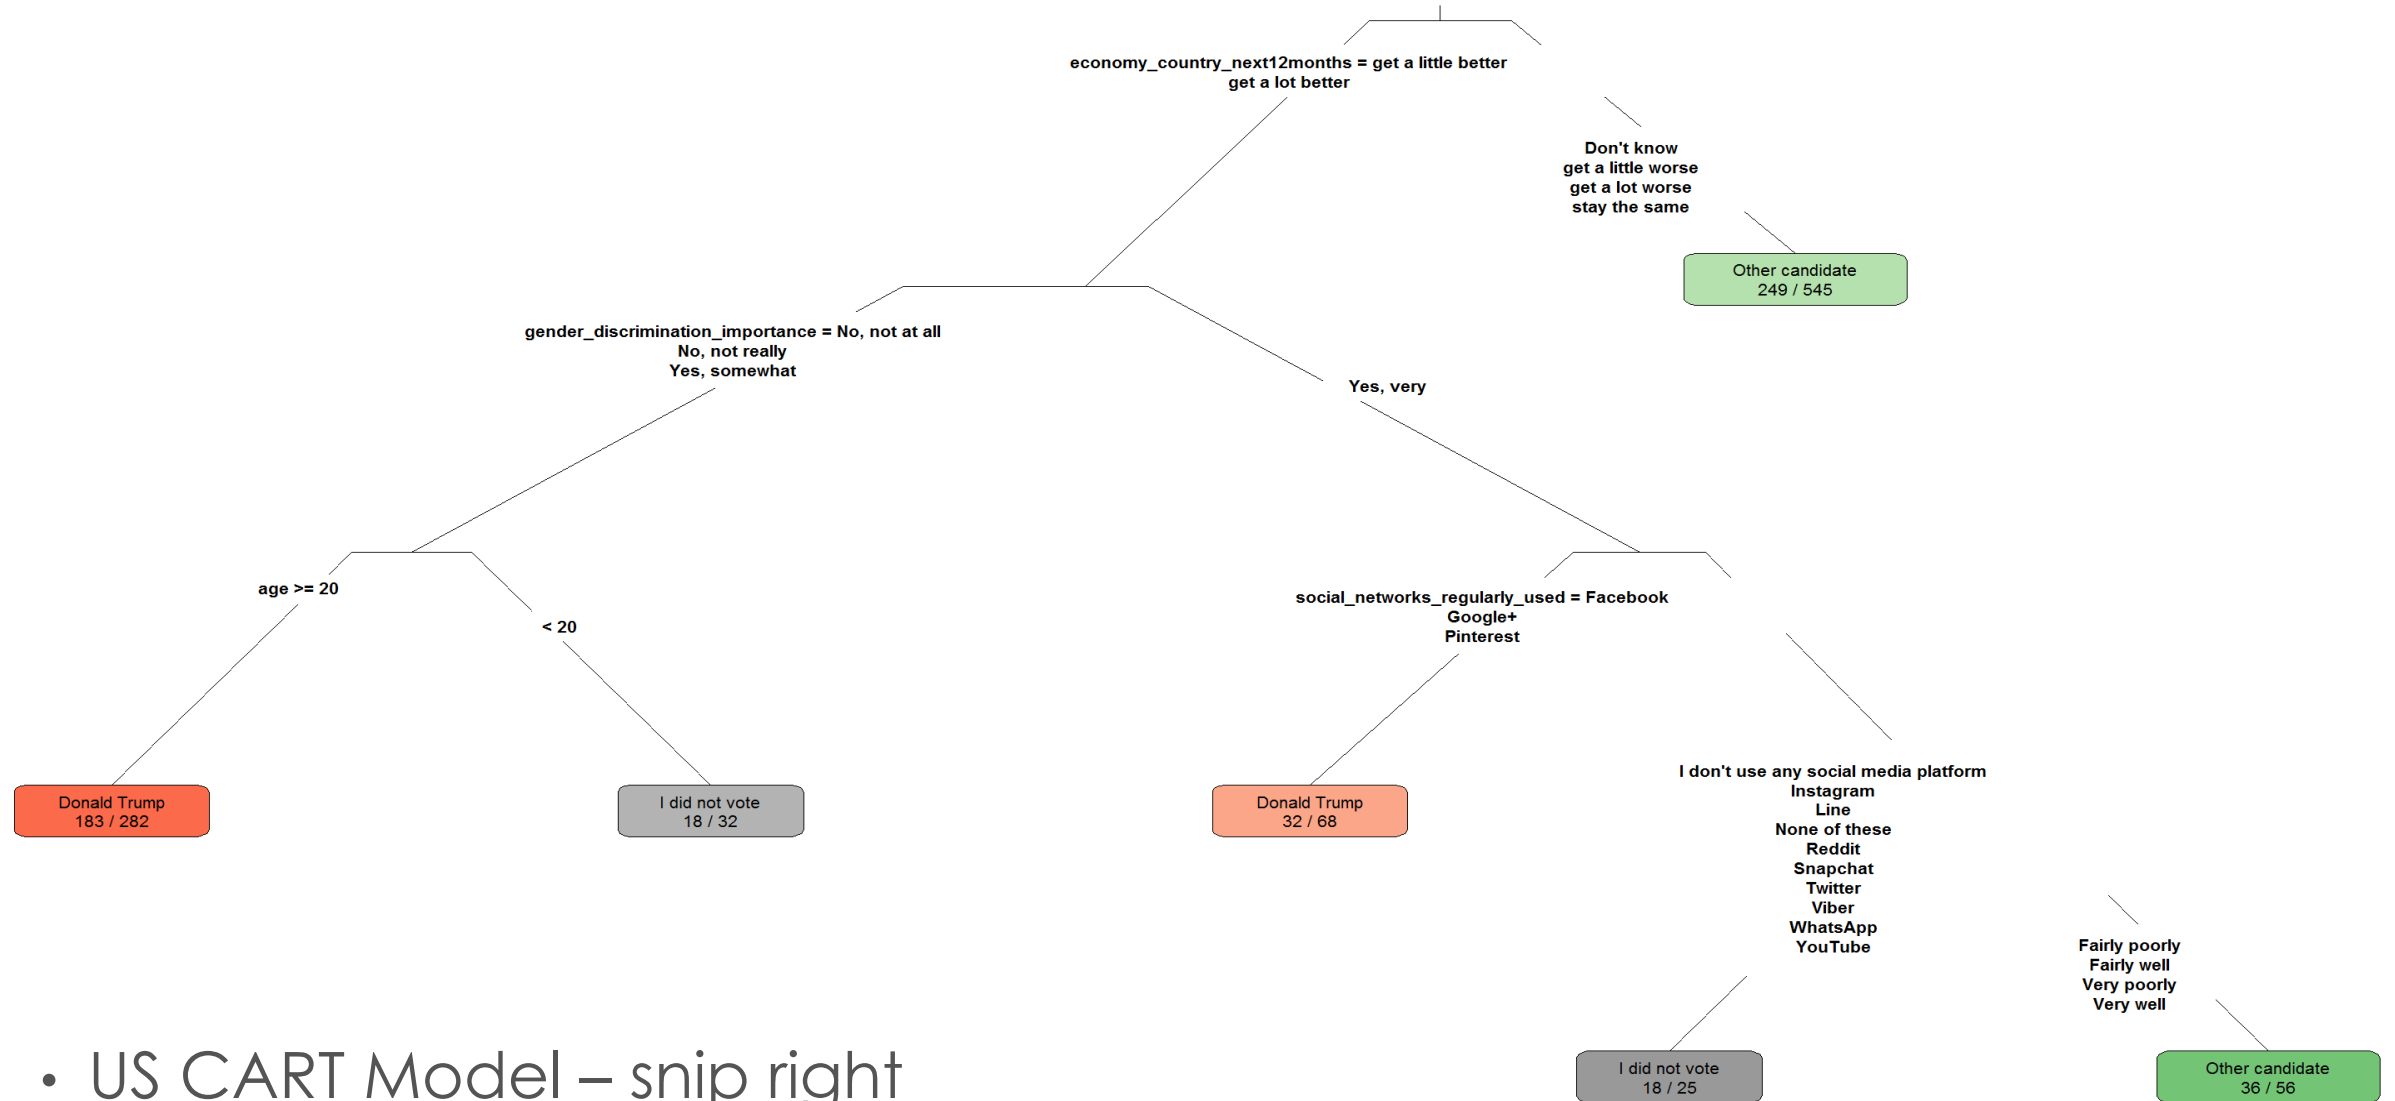 economy_country_next12months = get a little better
get a lot better
Don't know
get a little worse
get a lot worse
stay the same
Other candidate
249 / 545
gender_discrimination_importance = No, not at all
No, not really
Yes, somewhat
Yes, very
age >= 20
< 20
social_networks_regularly_used = Facebook
Google+
Pinterest
Donald Trump
183 / 282
I did not vote
18 / 32
Donald Trump
32 / 68
I don't use any social media platform
Instagram
Line
None of these
Reddit
Snapchat
Twitter
Viber
WhatsApp
YouTube
Fairly poorly
Fairly well
Very poorly
Very well
I did not vote
18 / 25
Other candidate
36 / 56
• US CART Model – snip right